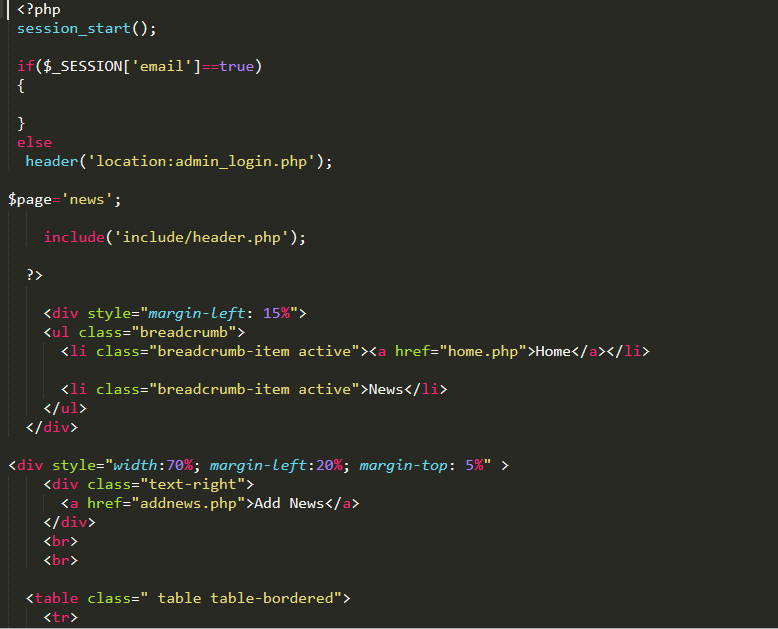 <?php
session_start();
if($_SESSION['email']==true)
{
}
else
header('location:admin_login.php');
$page='news';
include('include/header.php');
?>
<div style="margin-left: 15%">
<ul class="breadcrumb">
<li class="breadcrumb-item active"><a href="home.php">Home</a></li>
<li class="breadcrumb-item active">News</li>
</ul>
</div>
<div style="width:70%; margin-left:20%; margin-top: 5%" >
<div class="text-right">
<a href="addnews.php">Add News</a>
</div>
<br>
<br>
<table class=" table table-bordered">
<tr>